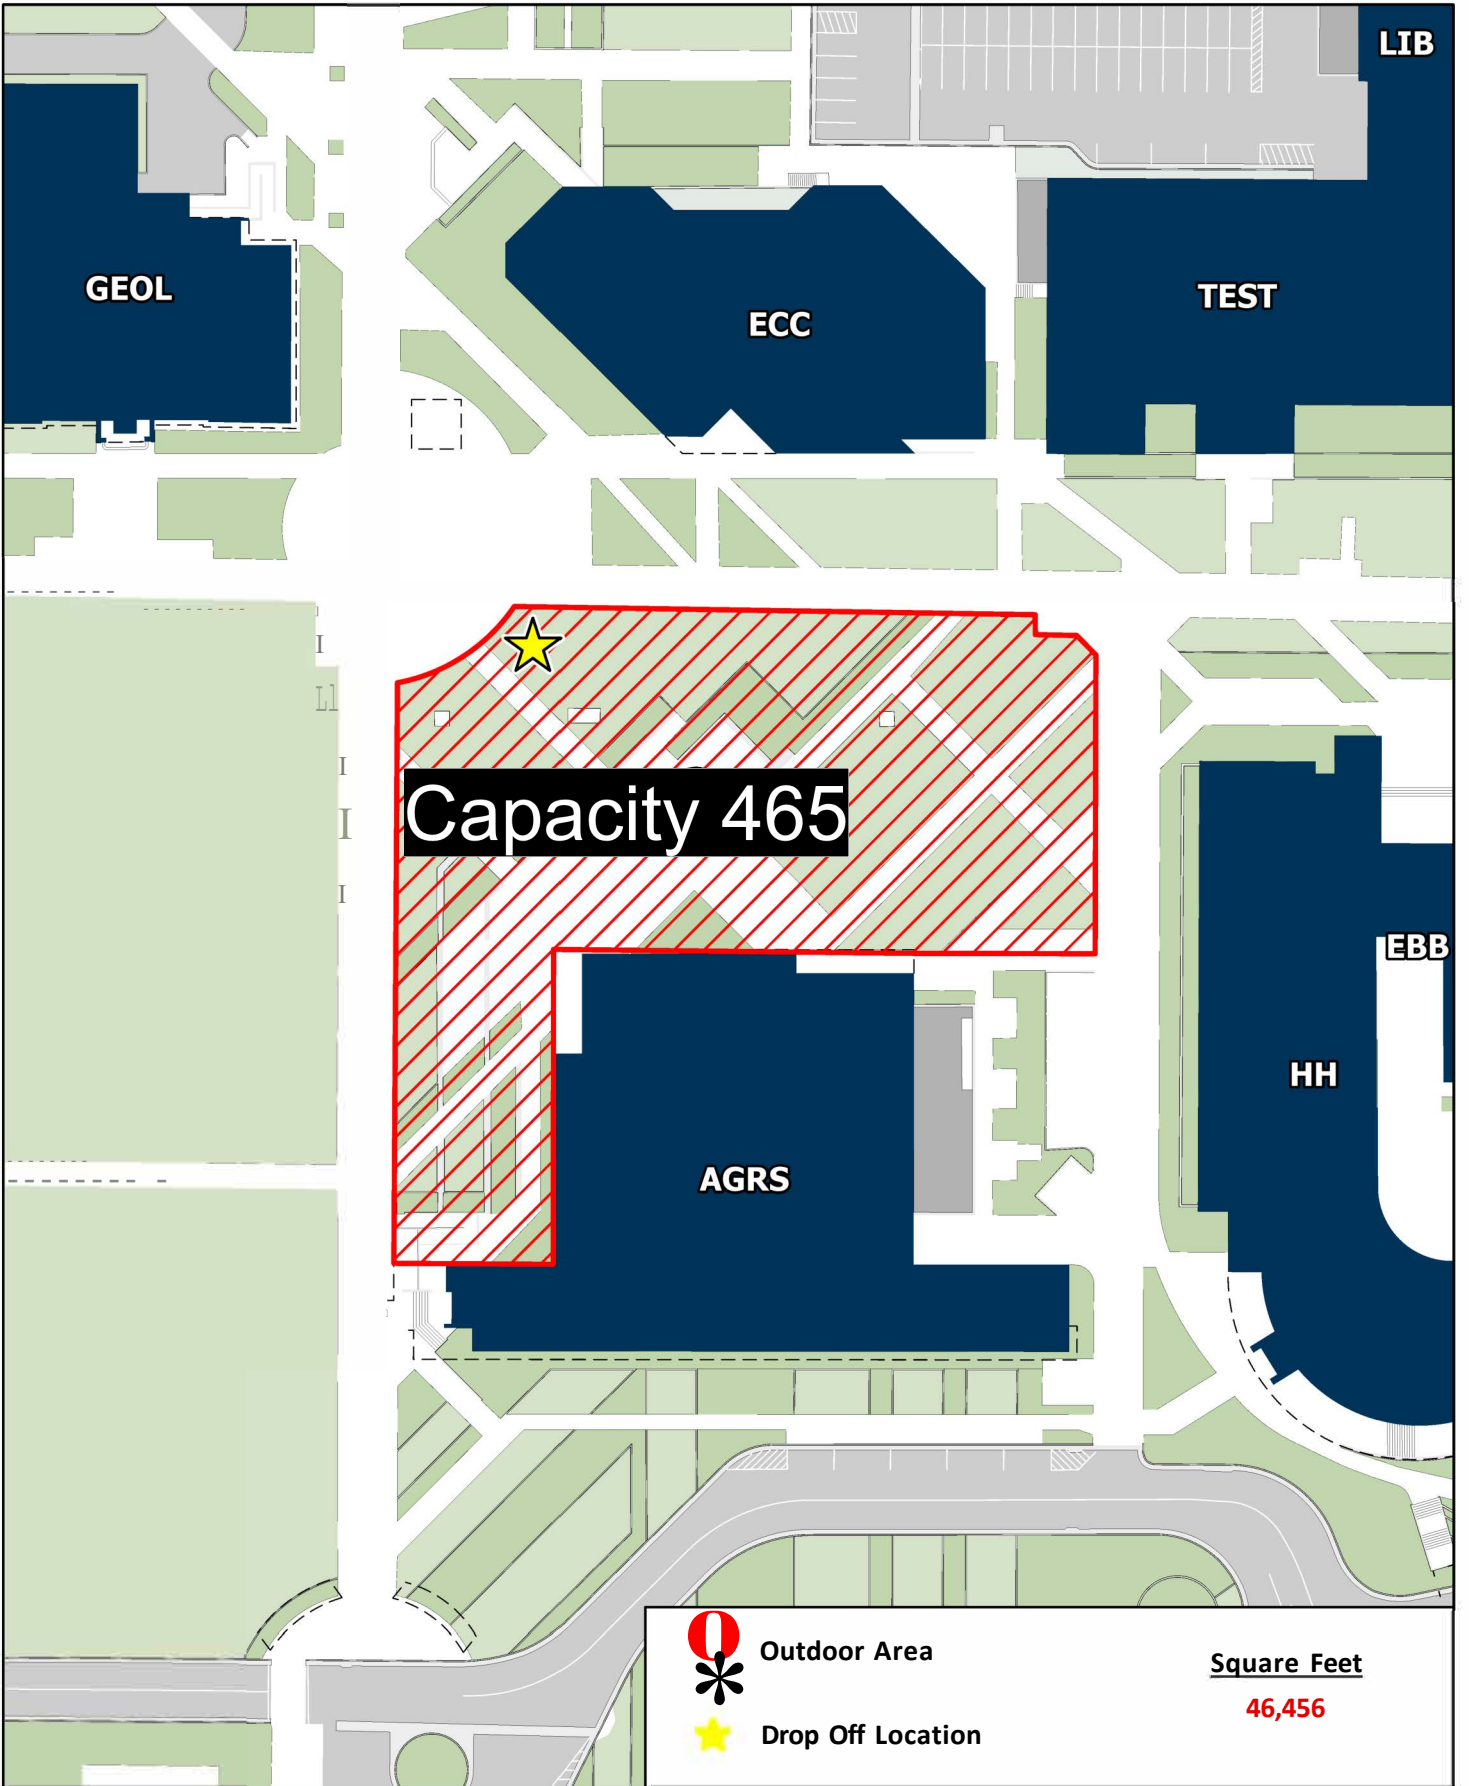 LIB
GEOL
ECC
TEST
Capacity 465
EBB
HH
AGRS
Outdoor Area
Square Feet
46,456
Drop Off Location